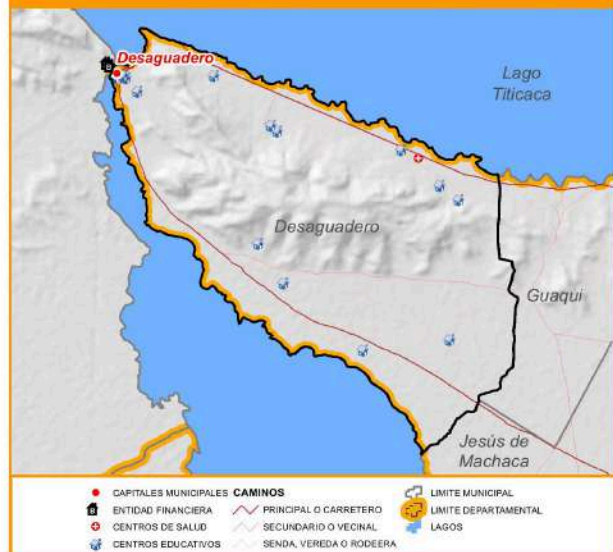 Desaguadero
Lago
Titicaca
Desaguadero
Guaqui
Jesús de
Machaca
CAPITALES MUNICIPALES
ENTIDAD FINANCIERA
CENTROS DE SALUD
CENTROS EDUCATIVOS
CAMINOS
PRINCIPAL O CARRETERO
SECUNDARIO O VECINAL
SENDA, VEREDA O RODEERA
LIMITE MUNICIPAL
LIMITE DEPARTAMENTAL
LAGOS